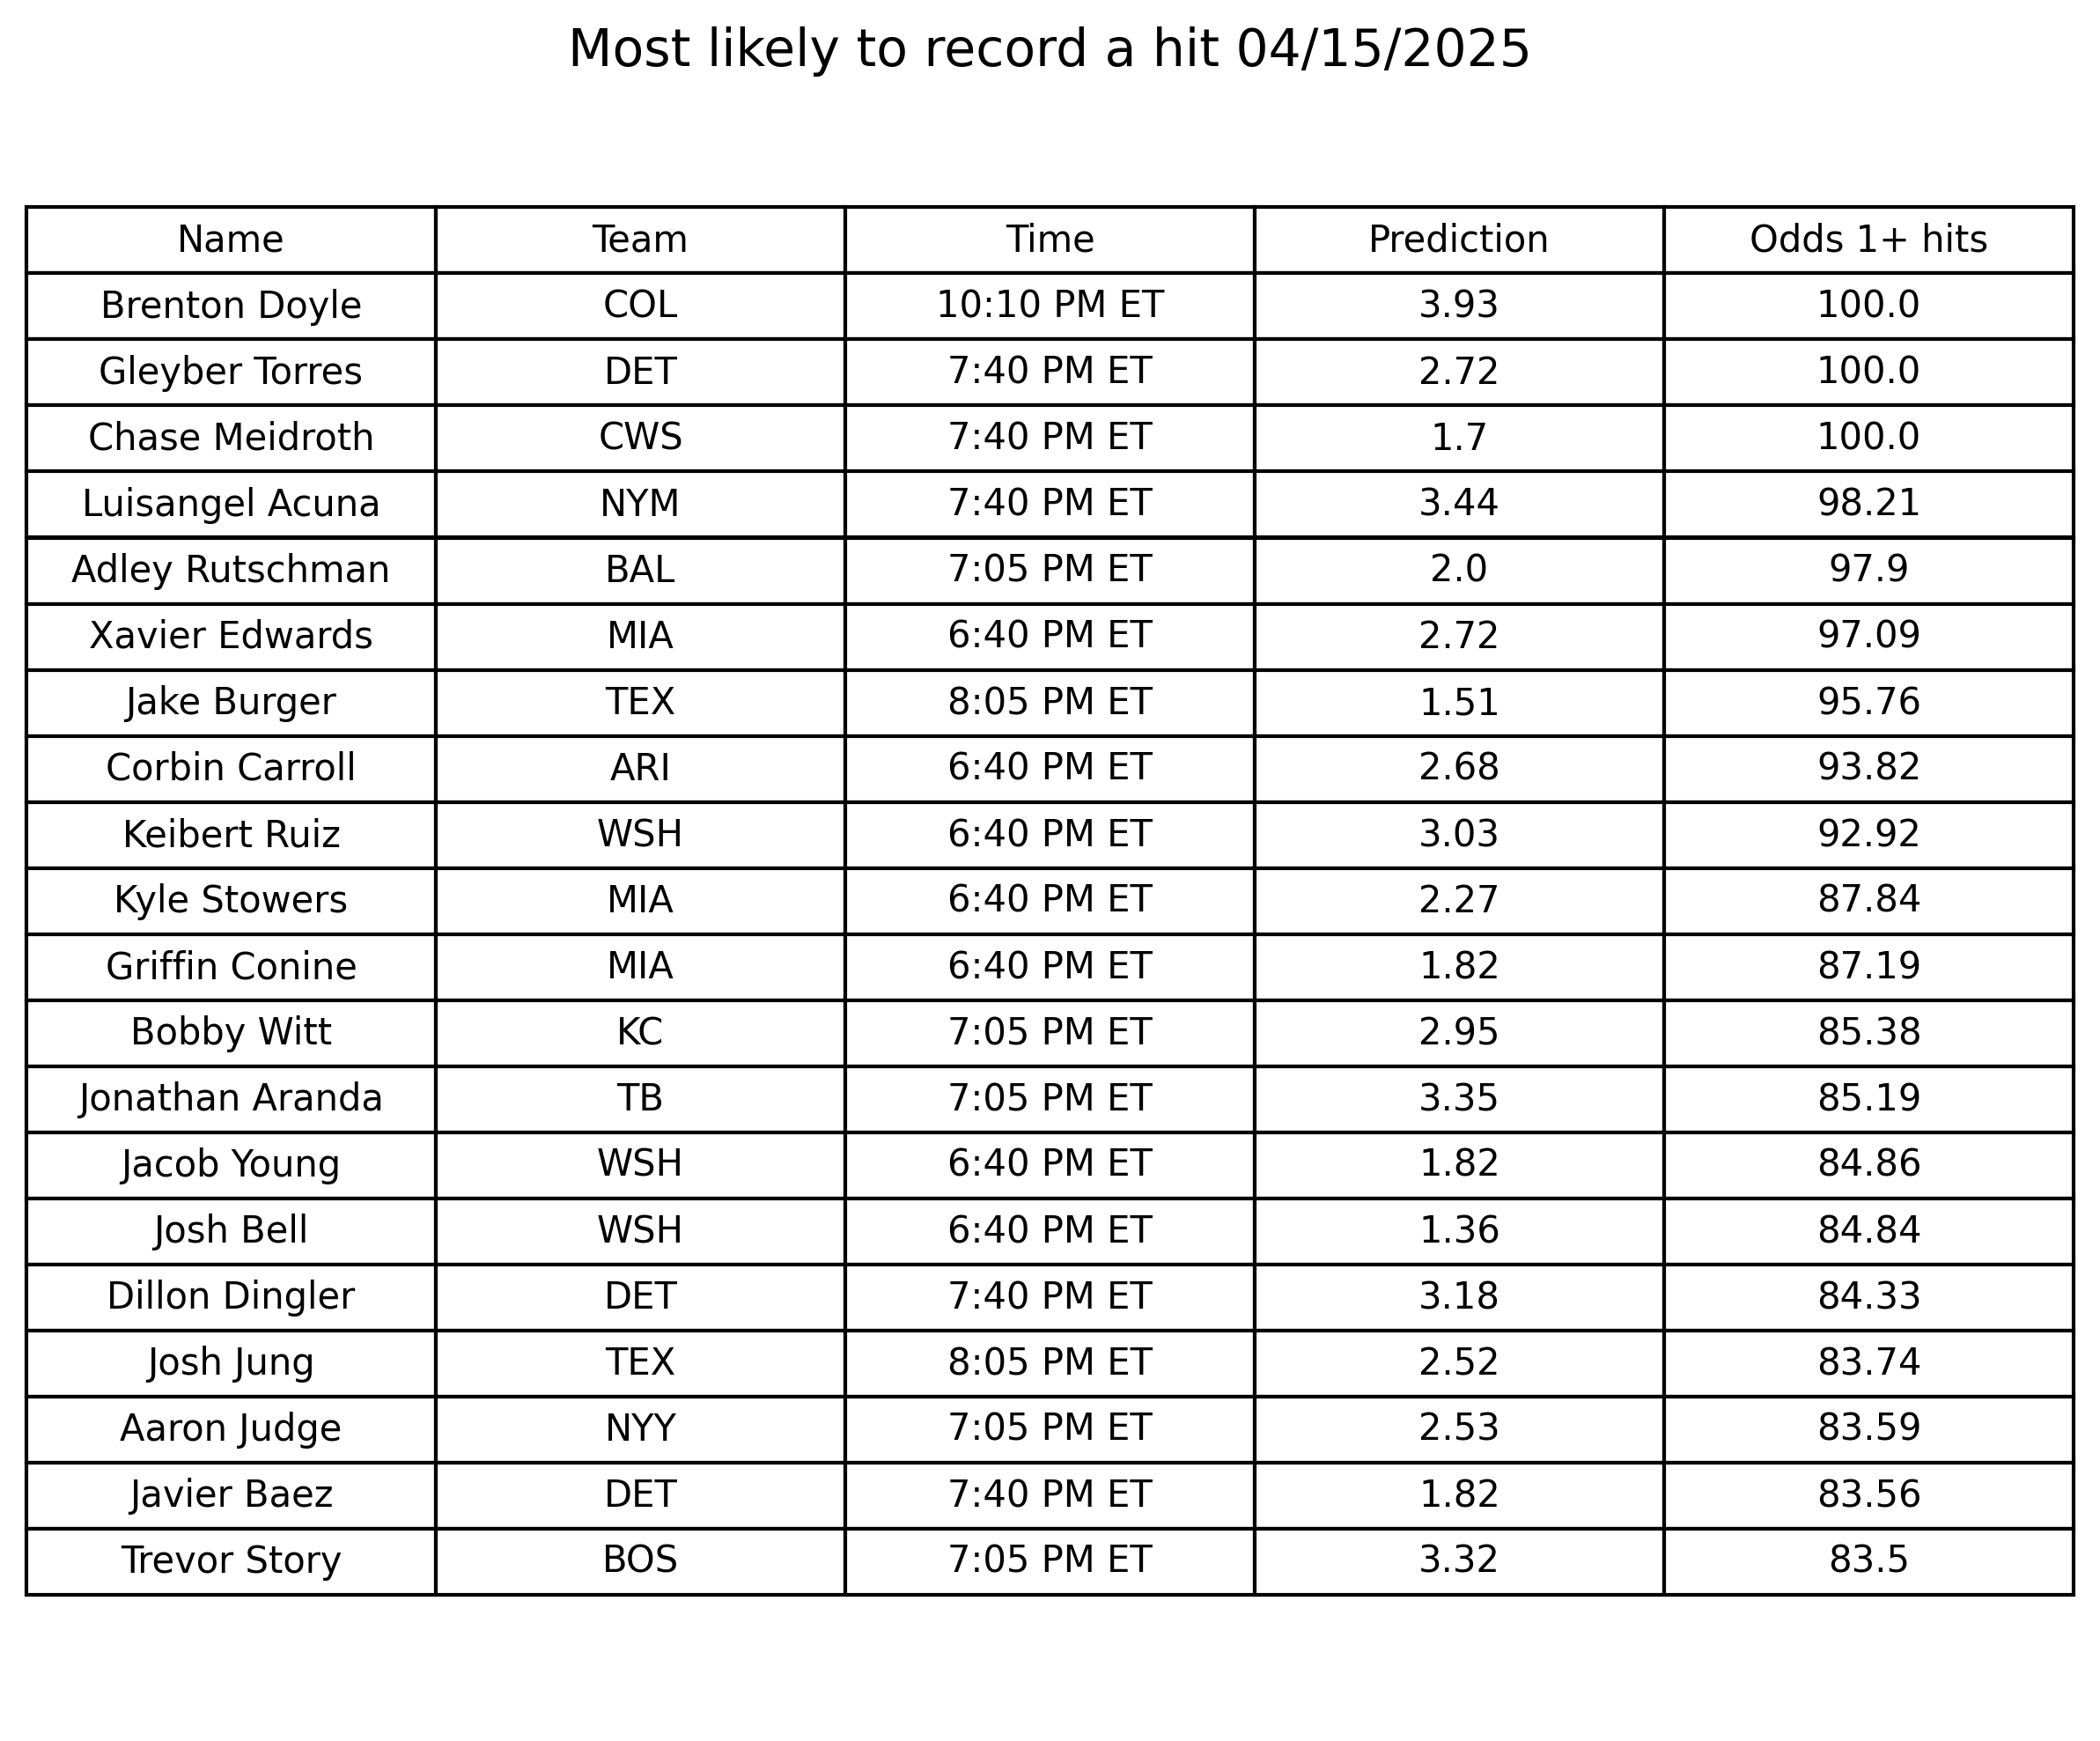 Most likely to record a hit 04/15/2025
Name Team Time Prediction Odds 1+ hits
Brenton Doyle COL 10:10 PM ET 3.93 100.0
Gleyber Torres DET 7:40 PM ET 2.72 100.0
Chase Meidroth CWS 7:40 PM ET 1.7 100.0
Luisangel Acuna NYM 7:40 PM ET 3.44 98.21
Adley Rutschman BAL 7:05 PM ET 2.0 97.9
Xavier Edwards MIA 6:40 PM ET 2.72 97.09
Jake Burger TEX 8:05 PM ET 1.51 95.76
Corbin Carroll ARI 6:40 PM ET 2.68 93.82
Keibert Ruiz WSH 6:40 PM ET 3.03 92.92
Kyle Stowers MIA 6:40 PM ET 2.27 87.84
Griffin Conine MIA 6:40 PM ET 1.82 87.19
Bobby Witt KC 7:05 PM ET 2.95 85.38
Jonathan Aranda TB 7:05 PM ET 3.35 85.19
Jacob Young WSH 6:40 PM ET 1.82 84.86
Josh Bell WSH 6:40 PM ET 1.36 84.84
Dillon Dingler DET 7:40 PM ET 3.18 84.33
Josh Jung TEX 8:05 PM ET 2.52 83.74
Aaron Judge NYY 7:05 PM ET 2.53 83.59
Javier Baez DET 7:40 PM ET 1.82 83.56
Trevor Story BOS 7:05 PM ET 3.32 83.5